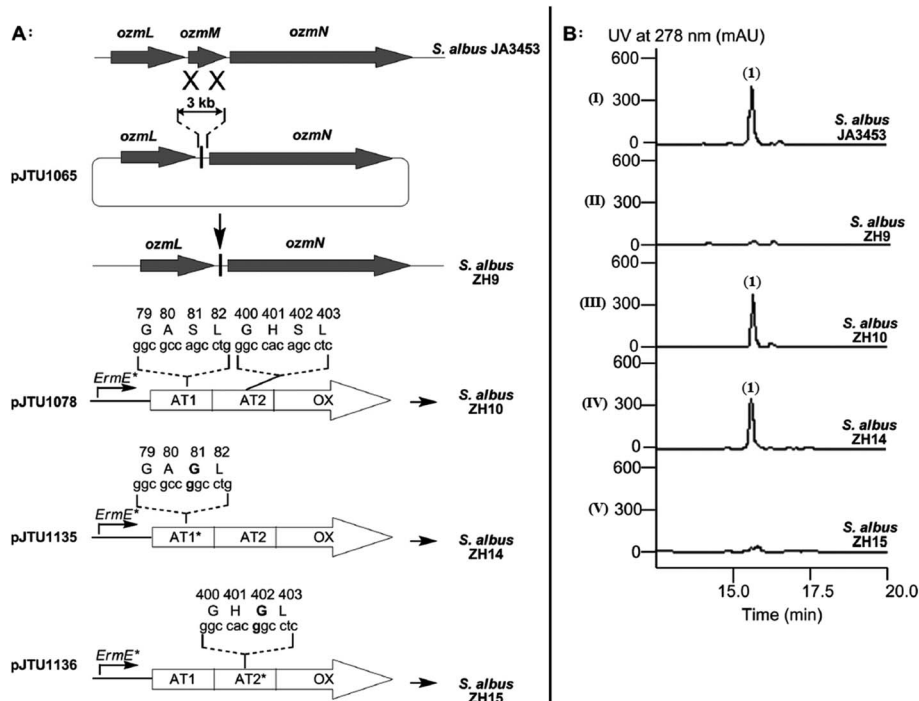 A:
ozmL ozmM ozmN
S. albus JA3453
X X
3 kb
ozmL ozmN
pJTU1065
ozmL ozmN
S. albus
ZH9
79 80 81 82 400 401 402 403
G A S L G H S L
ggc gcc agc ctg ggc cac agc ctc
ErmE*
pJTU1078
AT1 AT2 OX
S. albus
ZH10
79 80 81 82
G A G L
ggc gcc ggc ctg
ErmE*
pJTU1135
AT1* AT2 OX
S. albus
ZH14
400 401 402 403
G H G L
ggc cac ggc ctc
ErmE*
pJTU1136
AT1 AT2* OX
S. albus
ZH15
B: UV at 278 nm (mAU)
600
(1)
(I) 300
S. albus
JA3453
0
600
(II) 300
S. albus
ZH9
0
600
(1)
(III) 300
S. albus
ZH10
0
600
(1)
(IV) 300
S. albus
ZH14
0
600
(V) 300
S. albus
ZH15
0
15.0 17.5 20.0
Time (min)